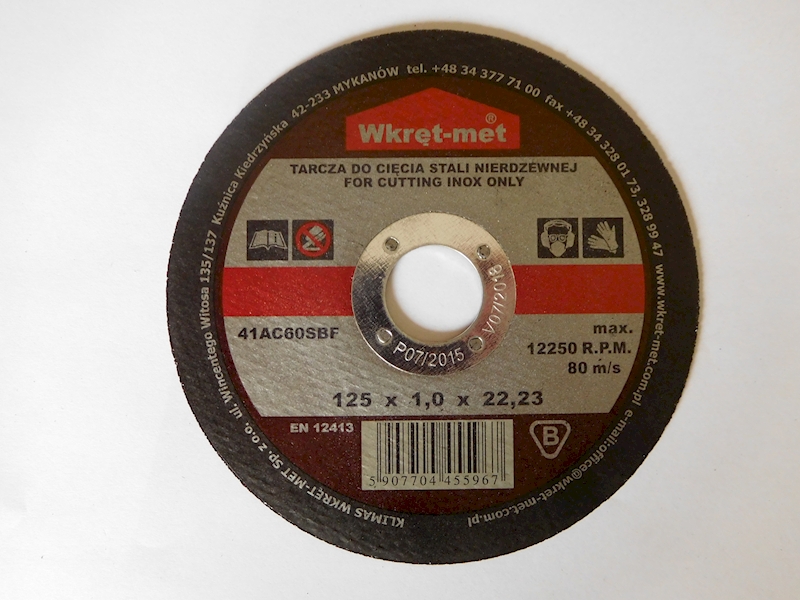 KLIMAS WKRĘT-MET Sp. z o.o. ul. Wincentego Witosa 135/137 Kuźnica Kiedrzyńska 42-233 MYKANÓW tel. +48 34 377 71 00 fax +48 34 328 01 73, 328 99 47 www.wkret-met.com.pl e-mail:office@wkret-met.com.pl
Wkręt-met®
TARCZA DO CIĘCIA STALI NIERDZEWNEJ
FOR CUTTING INOX ONLY
41AC60SBF
P07/2015
V07/2018
max.
12250 R.P.M.
80 m/s
125 x 1,0 x 22,23
EN 12413
5 907704 455967
B